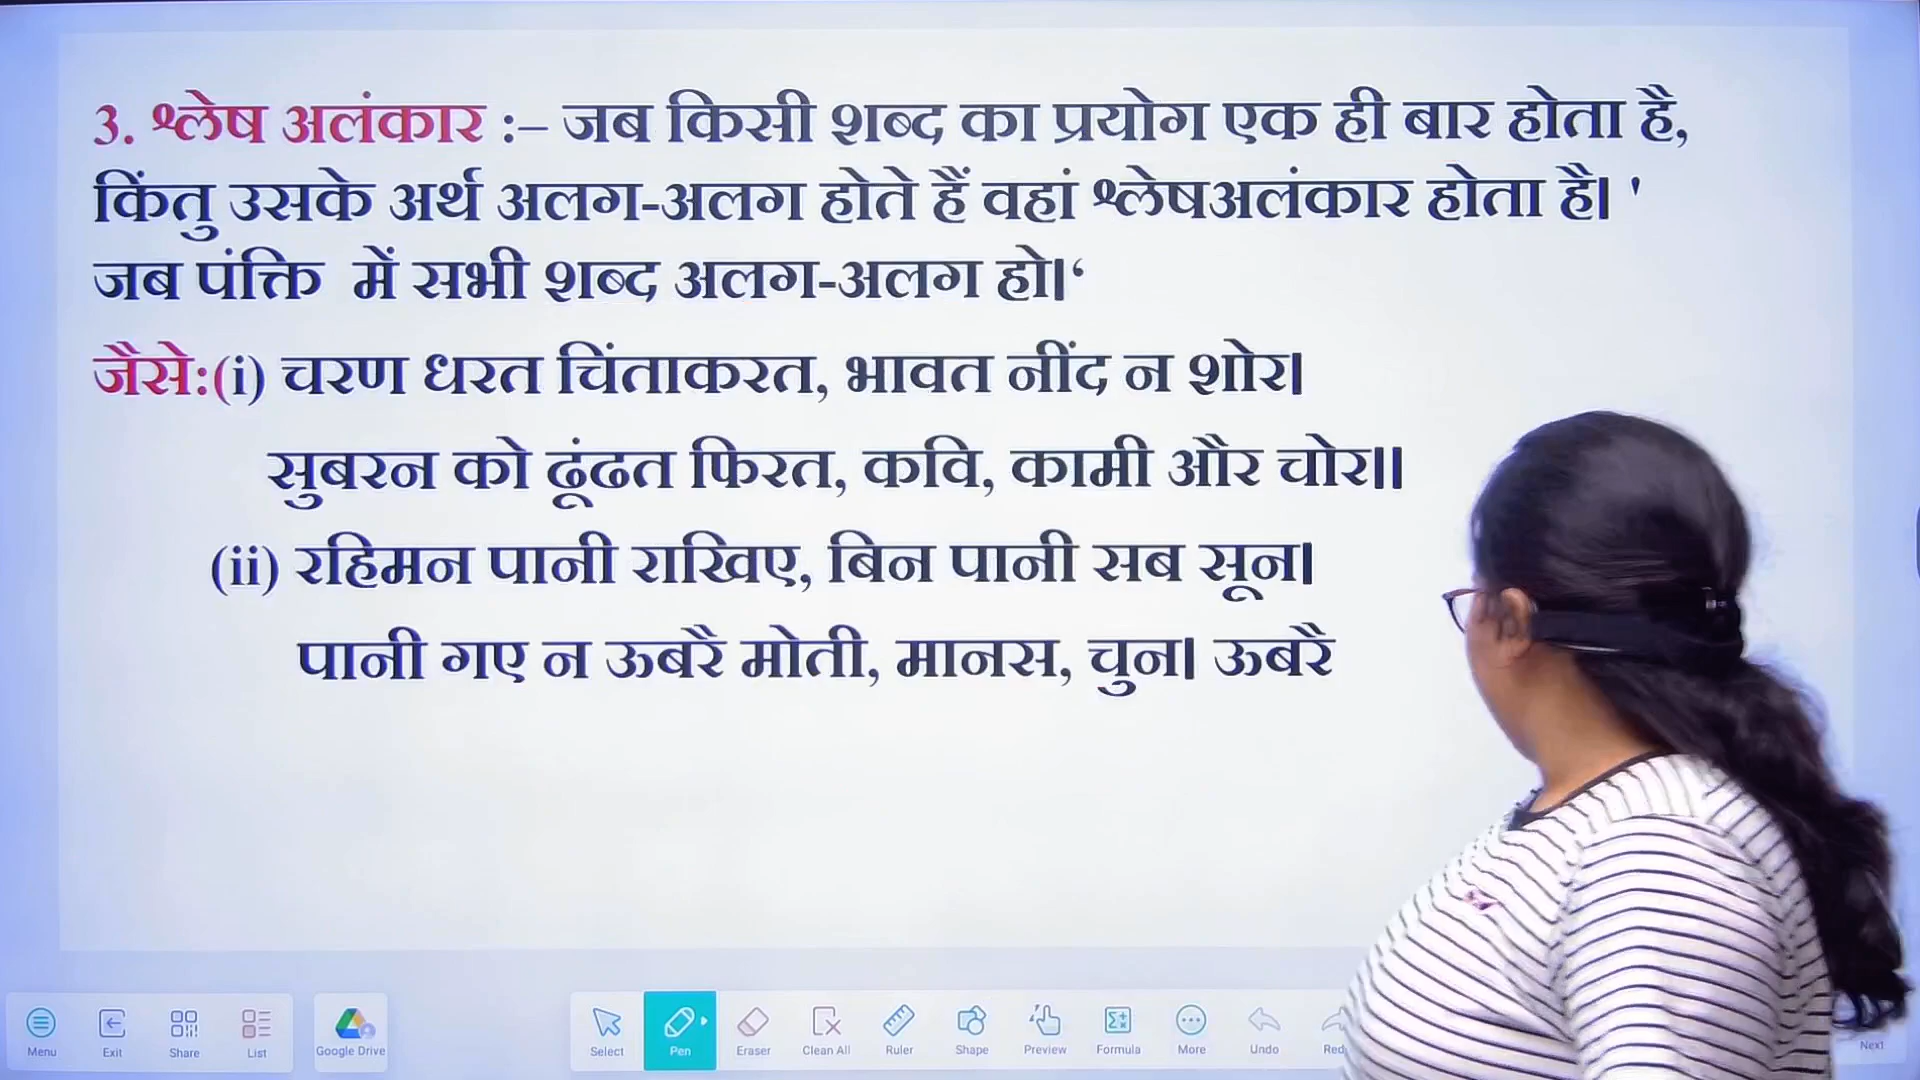 3. श्लेष अलंकार :– जब किसी शब्द का प्रयोग एक ही बार होता है,
किंतु उसके अर्थ अलग-अलग होते हैं वहां श्लेषअलंकार होता है। '
जब पंक्ति में सभी शब्द अलग-अलग हो।‘
जैसे:(i) चरण धरत चिंताकरत, भावत नींद न शोर।
सुबरन को ढूंढत फिरत, कवि, कामी और चोर।।
(ii) रहिमन पानी राखिए, बिन पानी सब सून।
पानी गए न ऊबरै मोती, मानस, चुन। ऊबरै
Menu Exit Share List Google Drive Select Pen Eraser Clean All Ruler Shape Preview Formula More Undo Next